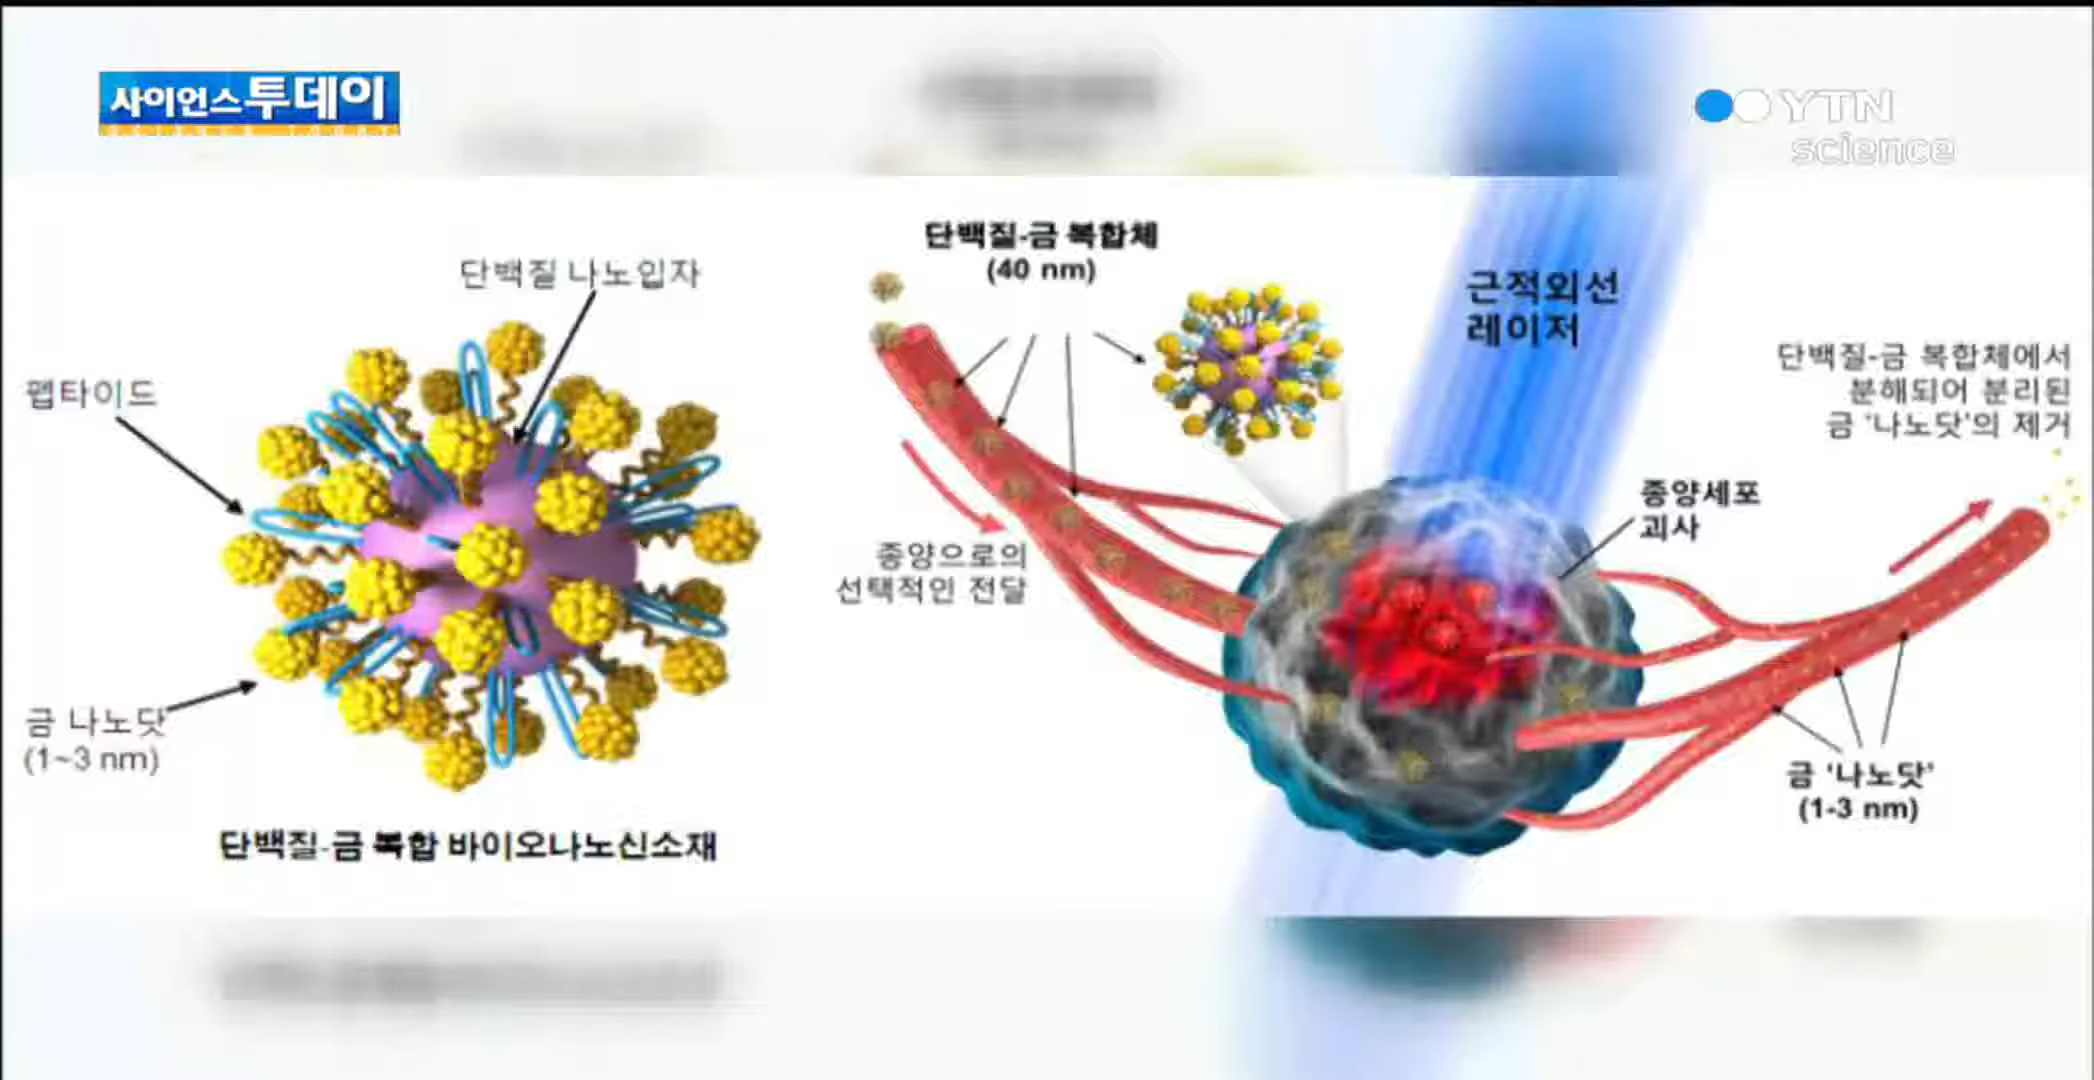 사이언스투데이
YTN
science
단백질 나노입자
펩타이드
금 나노닷
(1~3 nm)
단백질-금 복합 바이오나노신소재
단백질-금 복합체
(40 nm)
근적외선
레이저
단백질-금 복합체에서
분해되어 분리된
금 '나노닷'의 제거
종양세포
괴사
종양으로의
선택적인 전달
금 '나노닷'
(1-3 nm)